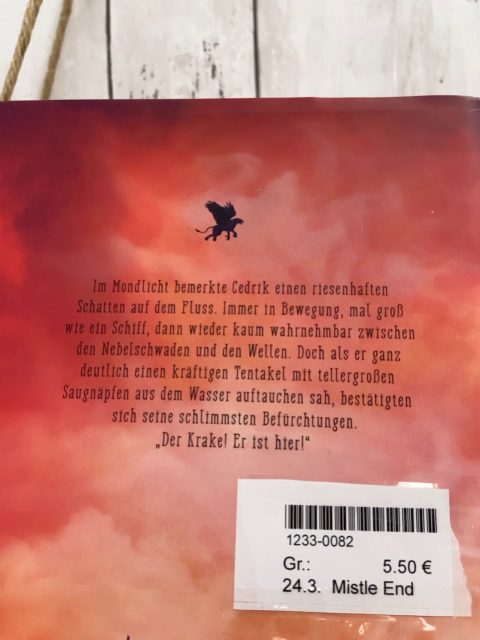 Im Mondlicht bemerkte Cedrik einen riesenhaften
Schatten auf dem Fluss. Immer in Bewegung, mal groß
wie ein Schiff, dann wieder kaum wahrnehmbar zwischen
den Nebelschwaden und den Wellen. Doch als er ganz
deutlich einen kräftigen Tentakel mit tellergroßen
Saugnäpfen aus dem Wasser auftauchen sah, bestätigten
sich seine schlimmsten Befürchtungen.
„Der Krake! Er ist hier!“
1233-0082
Gr.: 5.50 €
24.3. Mistle End